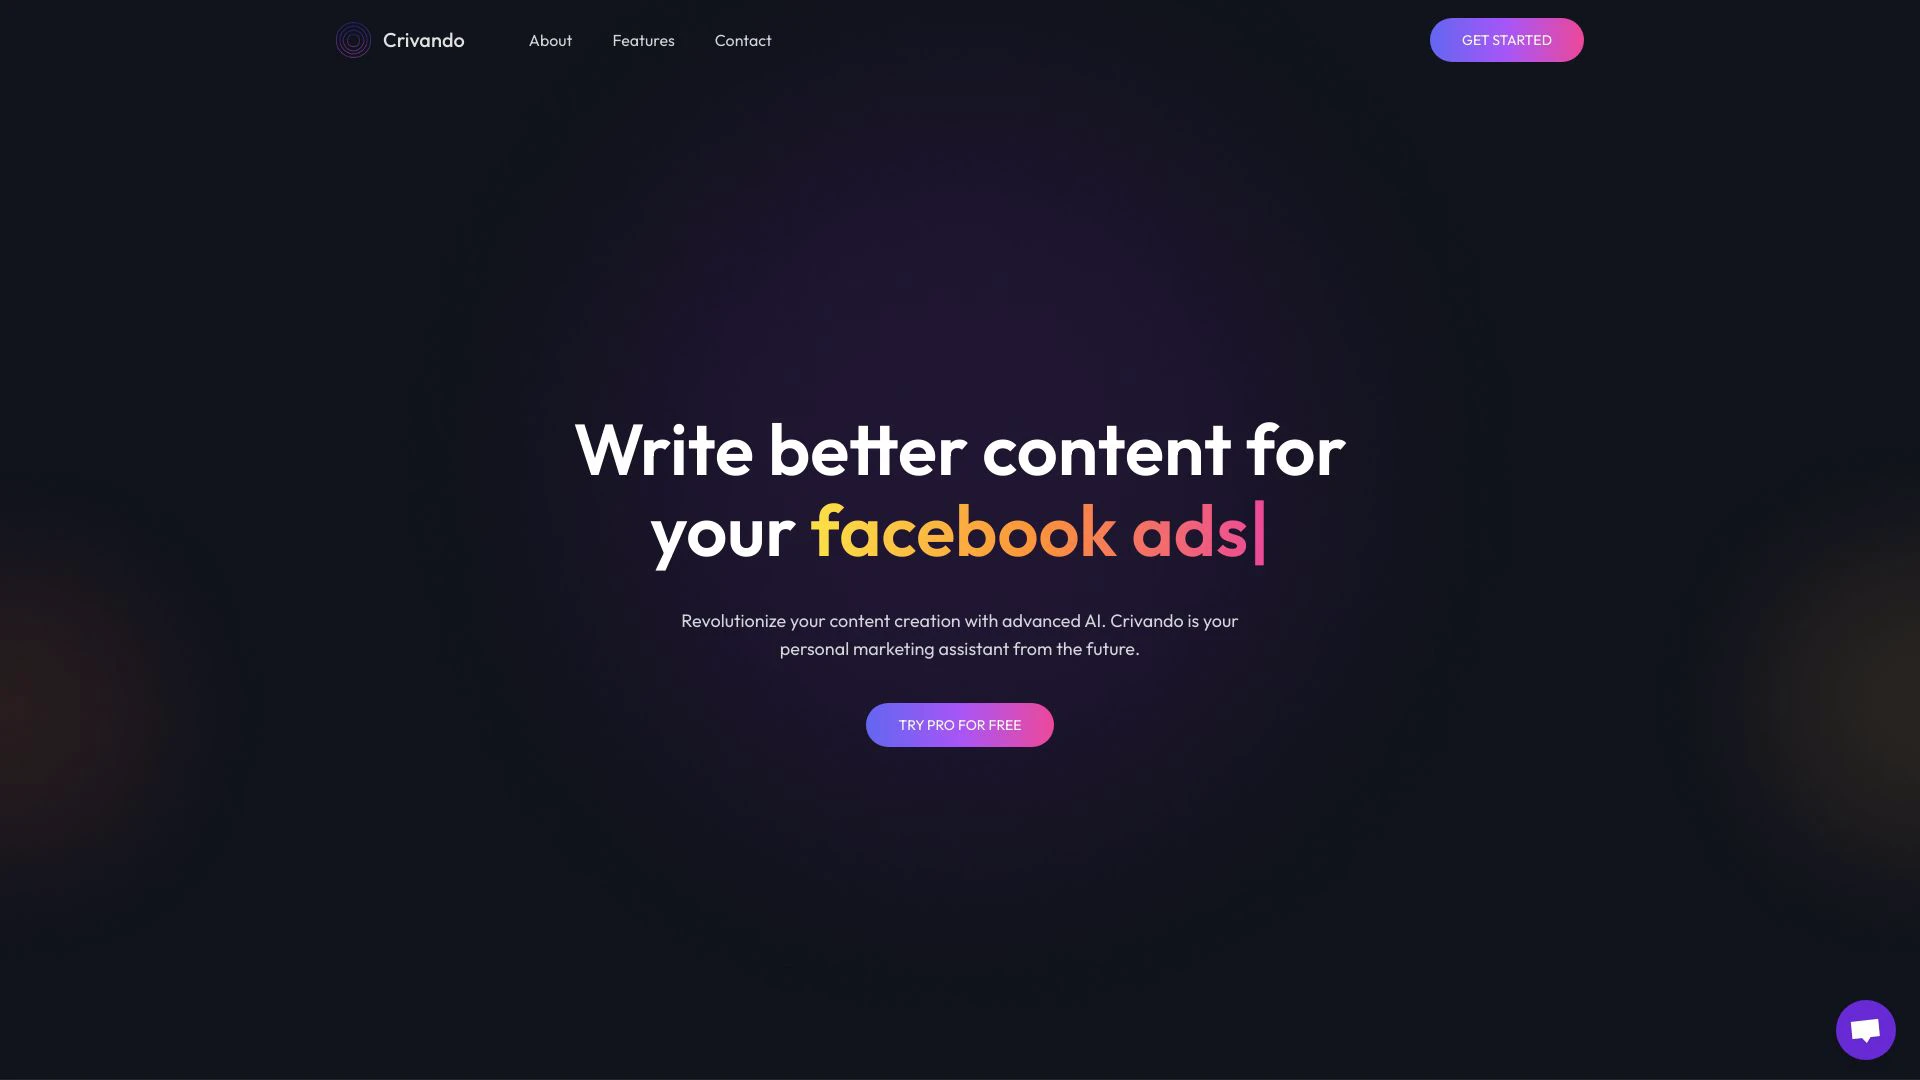 Crivando
About
Features
Contact
GET STARTED
Write better content for
your facebook ads|
Revolutionize your content creation with advanced AI. Crivando is your
personal marketing assistant from the future.
TRY PRO FOR FREE